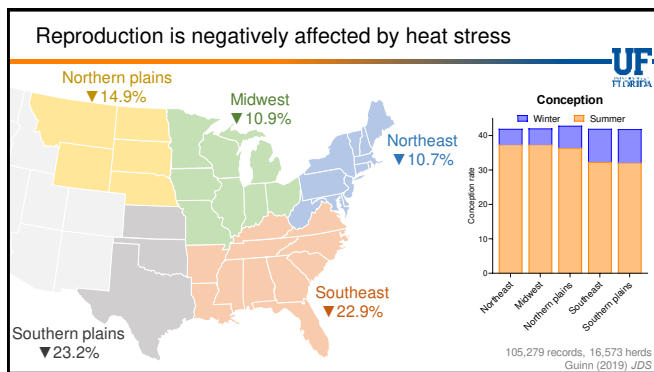 Reproduction is negatively affected by heat stress
UF
UNIVERSITY of
FLORIDA
Northern plains
▼14.9%
Midwest
▼10.9%
Northeast
▼10.7%
Southeast
▼22.9%
Southern plains
▼23.2%
Conception
Winter Summer
Conception rate
40
30
20
10
0
Northeast
Midwest
Northern plains
Southeast
Southern plains
105,279 records, 16,573 herds
Guinn (2019) JDS